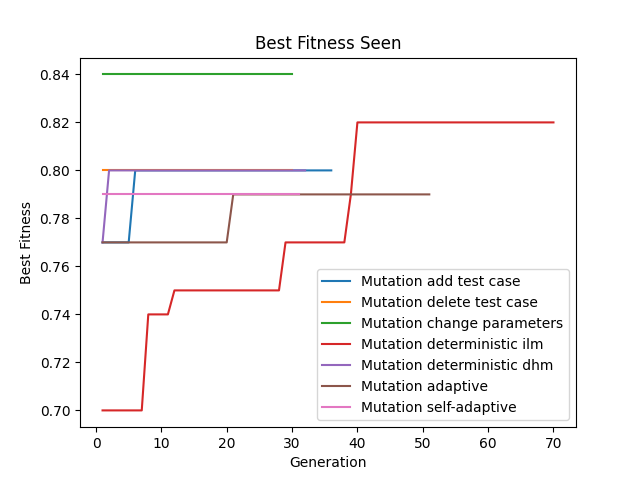 Best Fitness Seen
0.84
0.82
0.80
0.78
0.76
0.74
0.72
0.70
Best Fitness
Mutation add test case
Mutation delete test case
Mutation change parameters
Mutation deterministic ilm
Mutation deterministic dhm
Mutation adaptive
Mutation self-adaptive
0 10 20 30 40 50 60 70
Generation